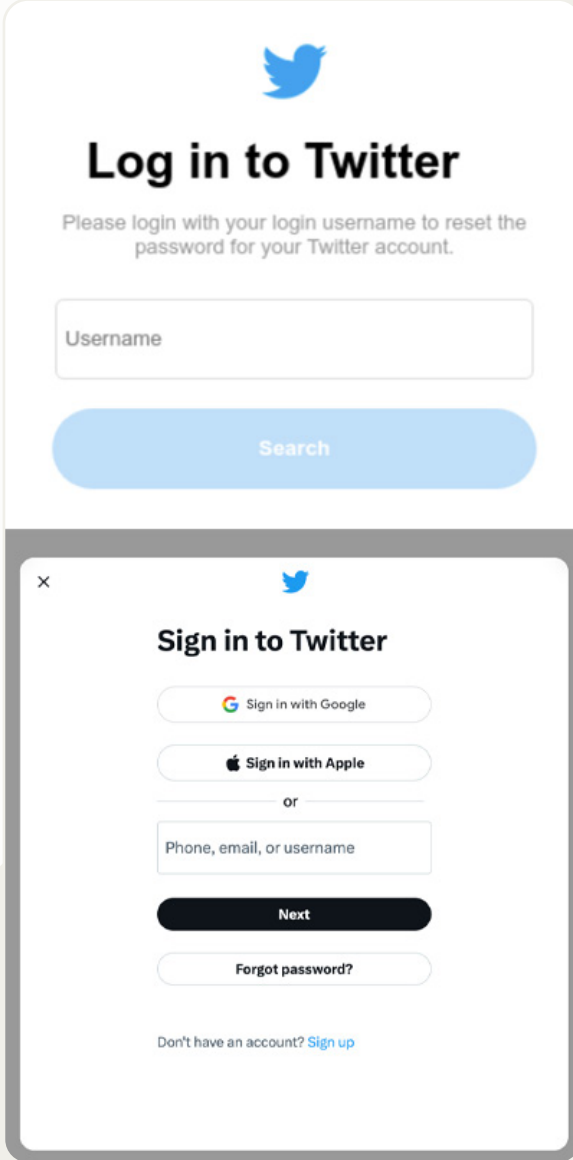 Log in to Twitter
Please login with your login username to reset the
password for your Twitter account.
Username
Search
Sign in to Twitter
Sign in with Google
Sign in with Apple
or
Phone, email, or username
Next
Forgot password?
Don't have an account? Sign up